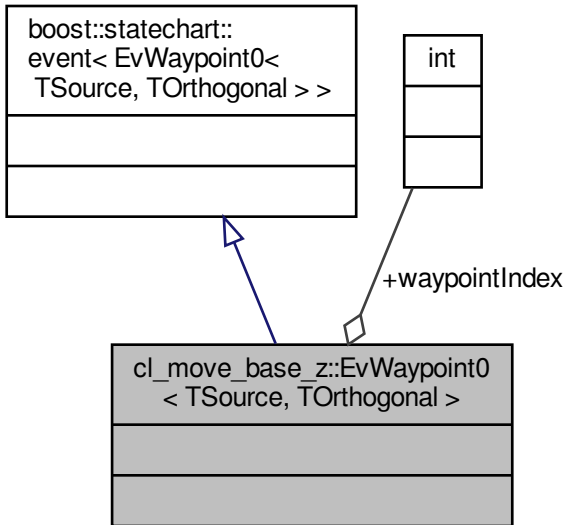 boost::statechart::
event< EvWaypoint0<
TSource, TOrthogonal > >
int
+waypointIndex
cl_move_base_z::EvWaypoint0
< TSource, TOrthogonal >